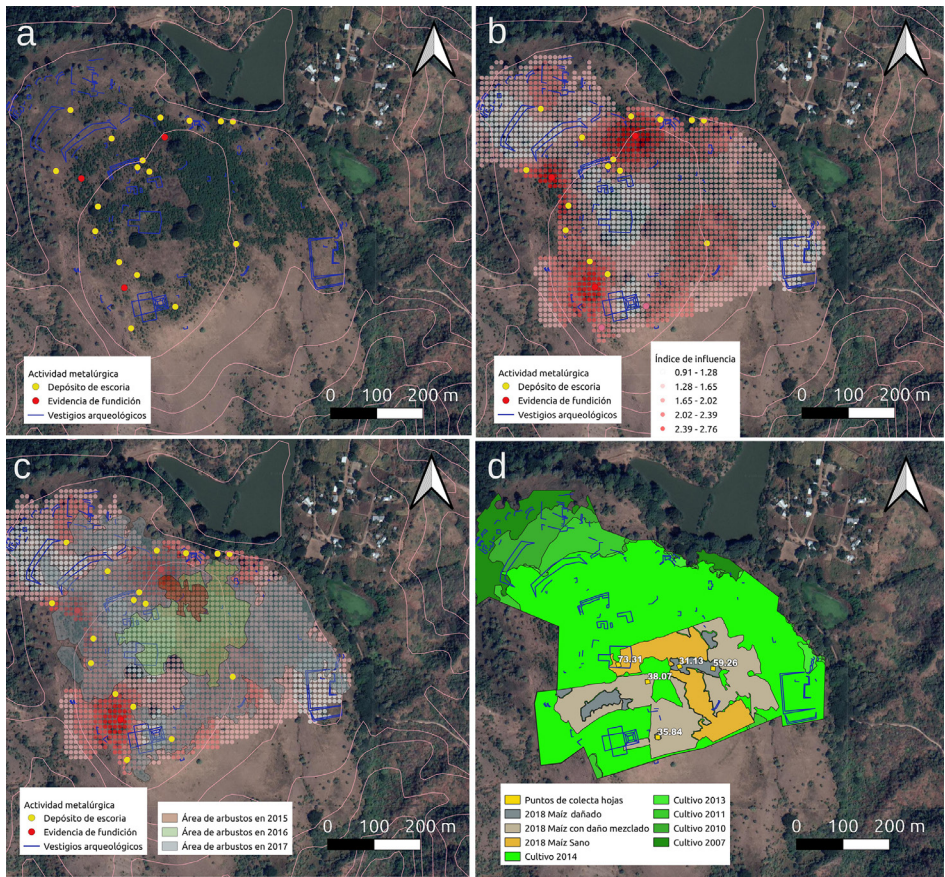 a
Actividad metalúrgica
Depósito de escoria
Evidencia de fundición
Vestigios arqueológicos
0 100 200 m
b
Actividad metalúrgica
Depósito de escoria
Evidencia de fundición
Vestigios arqueológicos
Índice de influencia
0.91 - 1.28
1.28 - 1.65
1.65 - 2.02
2.02 - 2.39
2.39 - 2.76
0 100 200 m
c
Actividad metalúrgica
Depósito de escoria
Evidencia de fundición
Vestigios arqueológicos
Área de arbustos en 2015
Área de arbustos en 2016
Área de arbustos en 2017
0 100 200 m
d
73.31
31.13
59.26
38.07
35.84
Puntos de colecta hojas
2018 Maíz dañado
2018 Maíz con daño mezclado
2018 Maíz Sano
Cultivo 2014
Cultivo 2013
Cultivo 2011
Cultivo 2010
Cultivo 2007
0 100 200 m